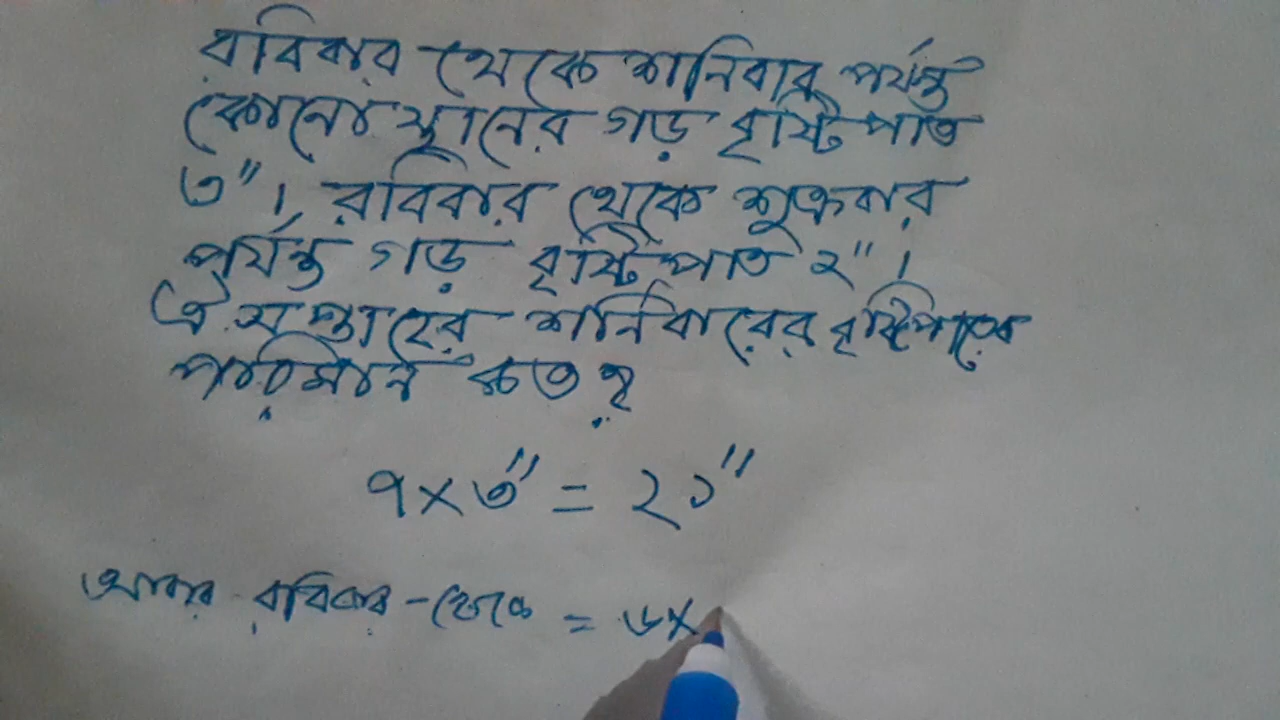 রবিবার থেকে শনিবার পর্যন্ত
কোনো স্থানের গড় বৃষ্টিপাত
৩"। রবিবার থেকে শুক্রবার
পর্যন্ত গড় বৃষ্টিপাত ২"।
ঐ সপ্তাহের শনিবারের বৃষ্টিপাতের
পরিমান কত?
৭×৩" = ২১"
আবার রবিবার থেকে = ৬×